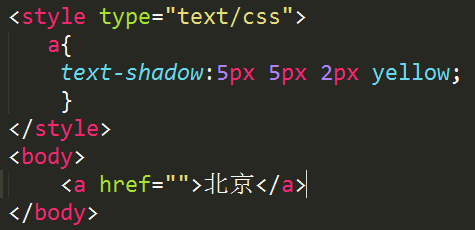 <style type="text/css">
a{
text-shadow:5px 5px 2px yellow;
}
</style>
<body>
<a href="">北京</a>
</body>